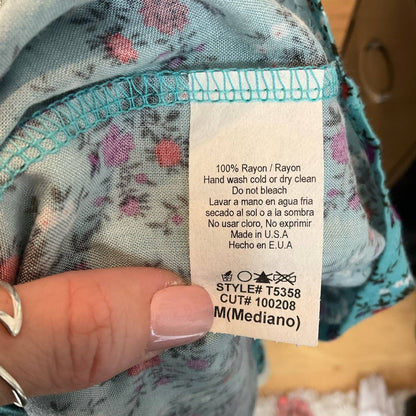 100% Rayon / Rayon
Hand wash cold or dry clean
Do not bleach
Lavar a mano en agua fria
secado al sol o a la sombra
No usar cloro, No exprimir
Made in U.S.A
Hecho en E.U.A
STYLE# T5358
CUT# 100208
M(Mediano)